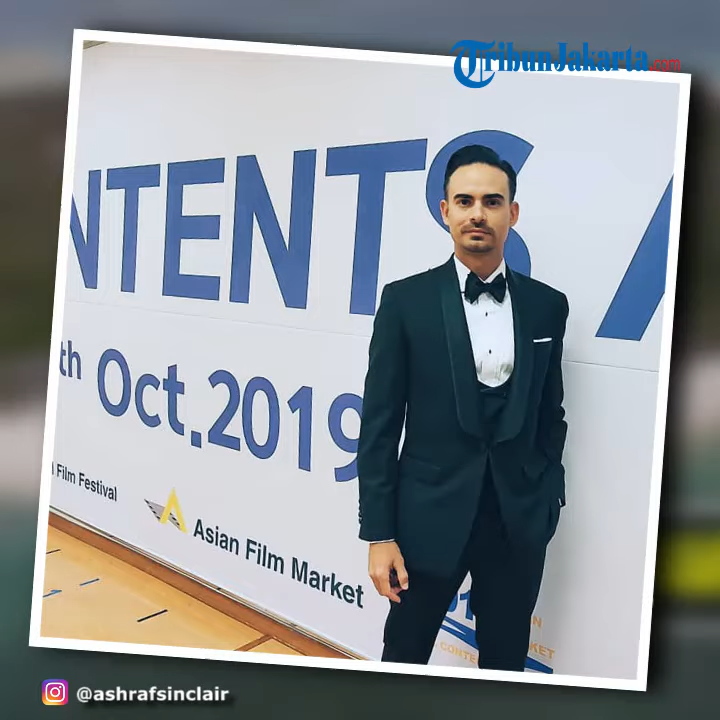 TribunJakarta.com
NTENTS
th Oct.2019
Film Festival
Asian Film Market
@ashrafsinclair